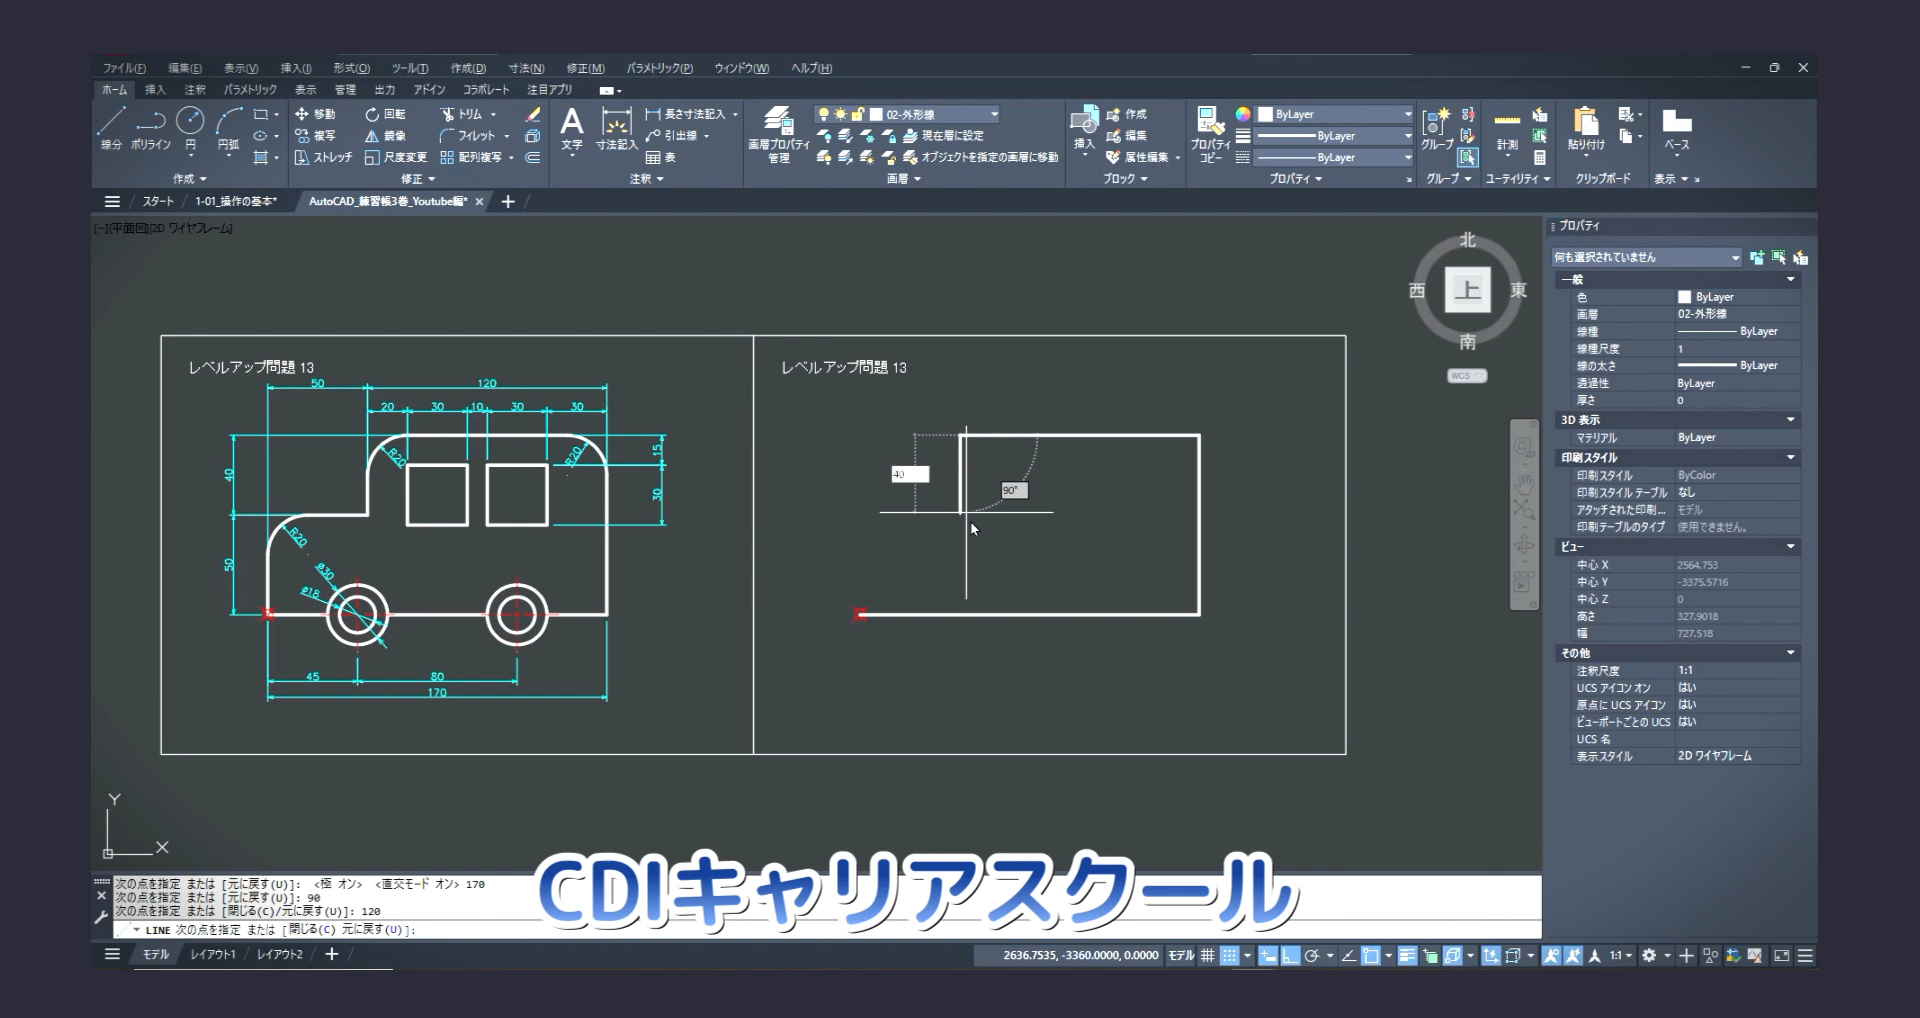 ファイル(F) 編集(E) 表示(V) 挿入(I) 形式(O) ツール(T) 作成(D) 寸法(N) 修正(M) パラメトリック(P) ウィンドウ(W) ヘルプ(H)
ホーム 挿入 注釈 パラメトリック 表示 管理 出力 アドイン コラボレート 注目アプリ
線分 ポリライン 円 円弧
作成
移動 回転 トリム
複写 鏡像 フィレット
ストレッチ 尺度変更 配列複写
修正
文字 寸法記入
長さ寸法記入
引出線
表
注釈
画層プロパティ
管理
02-外形線
現在層に設定
オブジェクトを指定の画層に移動
画層
挿入
作成
編集
属性編集
ブロック
プロパティ
コピー
ByLayer
ByLayer
ByLayer
プロパティ
グループ
グループ
計測
ユーティリティ
貼り付け
クリップボード
ベース
表示
スタート 1-01_操作の基本* AutoCAD_練習帳3巻_Youtube編*
[−][平面図][2D ワイヤフレーム]
レベルアップ問題 13
50 120
20 30 10 30 30
R20 R20
40
15
30
R20
50
ø30
ø18
45 80
170
レベルアップ問題 13
40
90°
北
西 上 東
南
WCS
プロパティ
何も選択されていません
一般
色 ByLayer
画層 02-外形線
線種 ByLayer
線種尺度 1
線の太さ ByLayer
透過性 ByLayer
厚さ 0
3D 表示
マテリアル ByLayer
印刷スタイル
印刷スタイル ByColor
印刷スタイル テーブル なし
アタッチされた印刷... モデル
印刷テーブルのタイプ 使用できません。
ビュー
中心 X 2564.753
中心 Y -3375.5716
中心 Z 0
高さ 327.9018
幅 727.518
その他
注釈尺度 1:1
UCS アイコン オン はい
原点に UCS アイコン はい
ビューポートごとの UCS はい
UCS 名
表示スタイル 2D ワイヤフレーム
Y
X
次の点を指定 または [元に戻す(U)]: <極 オン> <直交モード オン> 170
次の点を指定 または [元に戻す(U)]: 90
次の点を指定 または [閉じる(C)/元に戻す(U)]: 120
LINE 次の点を指定 または [閉じる(C) 元に戻す(U)]:
CDIキャリアスクール
モデル レイアウト1 レイアウト2
2636.7535, -3360.0000, 0.0000 モデル 1:1